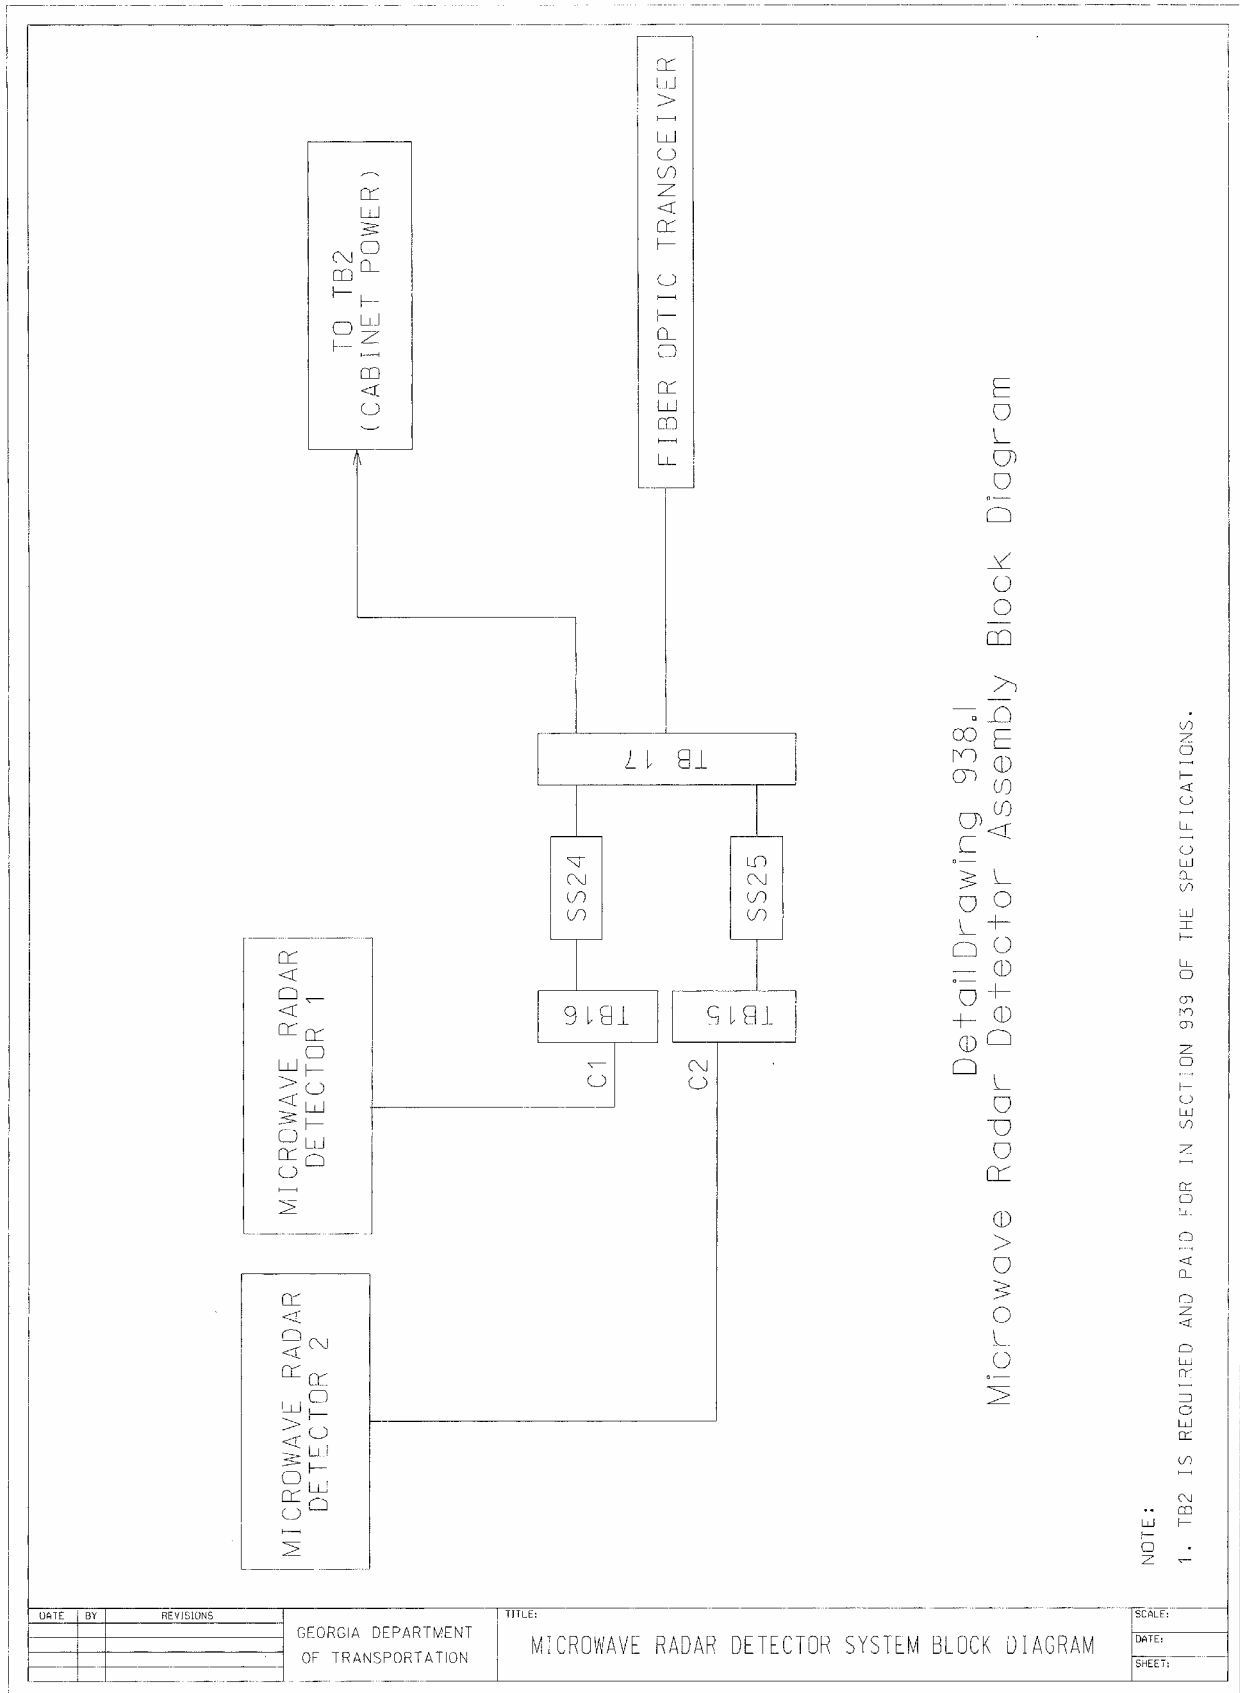 MICROWAVE RADAR
DETECTOR 2
MICROWAVE RADAR
DETECTOR 1
TO TB2
(CABINET POWER)
C1
TB16
SS24
TB 17
C2
TB15
SS25
FIBER OPTIC TRANSCEIVER
Detail Drawing 938.1
Microwave Radar Detector Assembly Block Diagram
NOTE:
1. TB2 IS REQUIRED AND PAID FOR IN SECTION 939 OF THE SPECIFICATIONS.
DATE BY REVISIONS
GEORGIA DEPARTMENT
OF TRANSPORTATION
TITLE:
MICROWAVE RADAR DETECTOR SYSTEM BLOCK DIAGRAM
SCALE:
DATE:
SHEET: